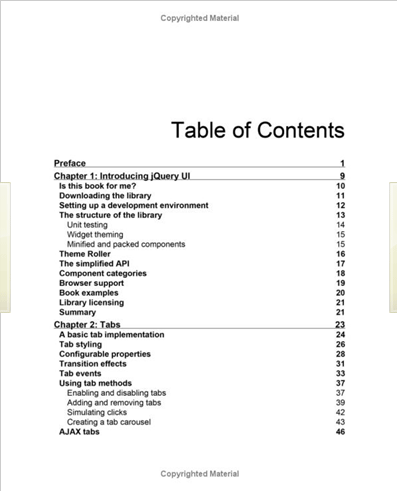 Copyrighted Material
Table of Contents
Preface 1
Chapter 1: Introducing jQuery UI 9
Is this book for me? 10
Downloading the library 11
Setting up a development environment 12
The structure of the library 13
Unit testing 14
Widget theming 15
Minified and packed components 15
Theme Roller 16
The simplified API 17
Component categories 18
Browser support 19
Book examples 20
Library licensing 21
Summary 21
Chapter 2: Tabs 23
A basic tab implementation 24
Tab styling 26
Configurable properties 28
Transition effects 31
Tab events 33
Using tab methods 37
Enabling and disabling tabs 37
Adding and removing tabs 39
Simulating clicks 42
Creating a tab carousel 43
AJAX tabs 46
Copyrighted Material